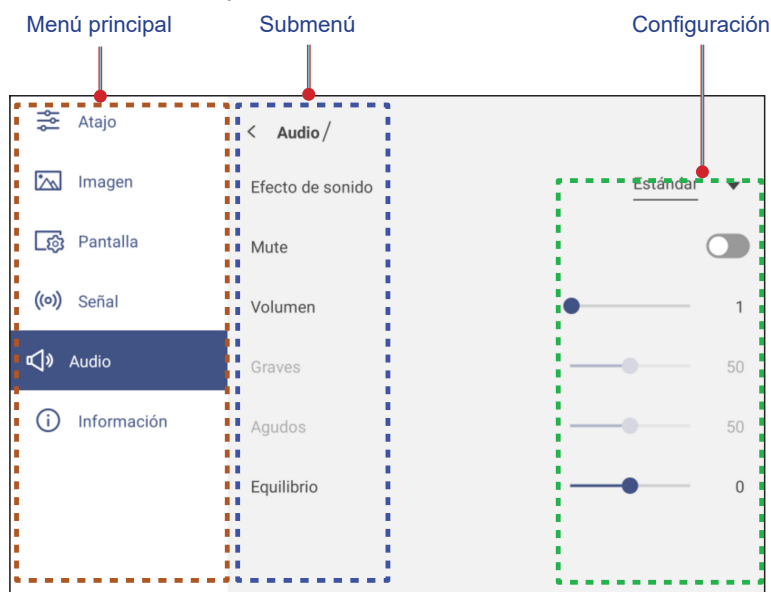 Menú principal
Submenú
Configuración
Atajo
Imagen
Pantalla
Señal
Audio
Información
< Audio/
Efecto de sonido
Estándar
Mute
Volumen
1
Graves
50
Agudos
50
Equilibrio
0